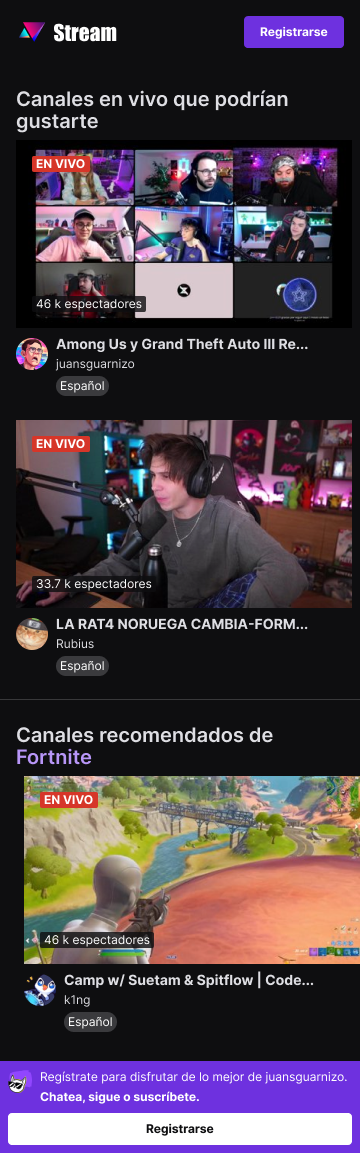 Stream
Registrarse
Canales en vivo que podrían
gustarte
EN VIVO
46 k espectadores
Among Us y Grand Theft Auto III Re...
juansguarnizo
Español
EN VIVO
33.7 k espectadores
LA RAT4 NORUEGA CAMBIA-FORM...
Rubius
Español
Canales recomendados de
Fortnite
EN VIVO
46 k espectadores
Camp w/ Suetam & Spitflow | Code...
k1ng
Español
Regístrate para disfrutar de lo mejor de juansguarnizo.
Chatea, sigue o suscríbete.
Registrarse